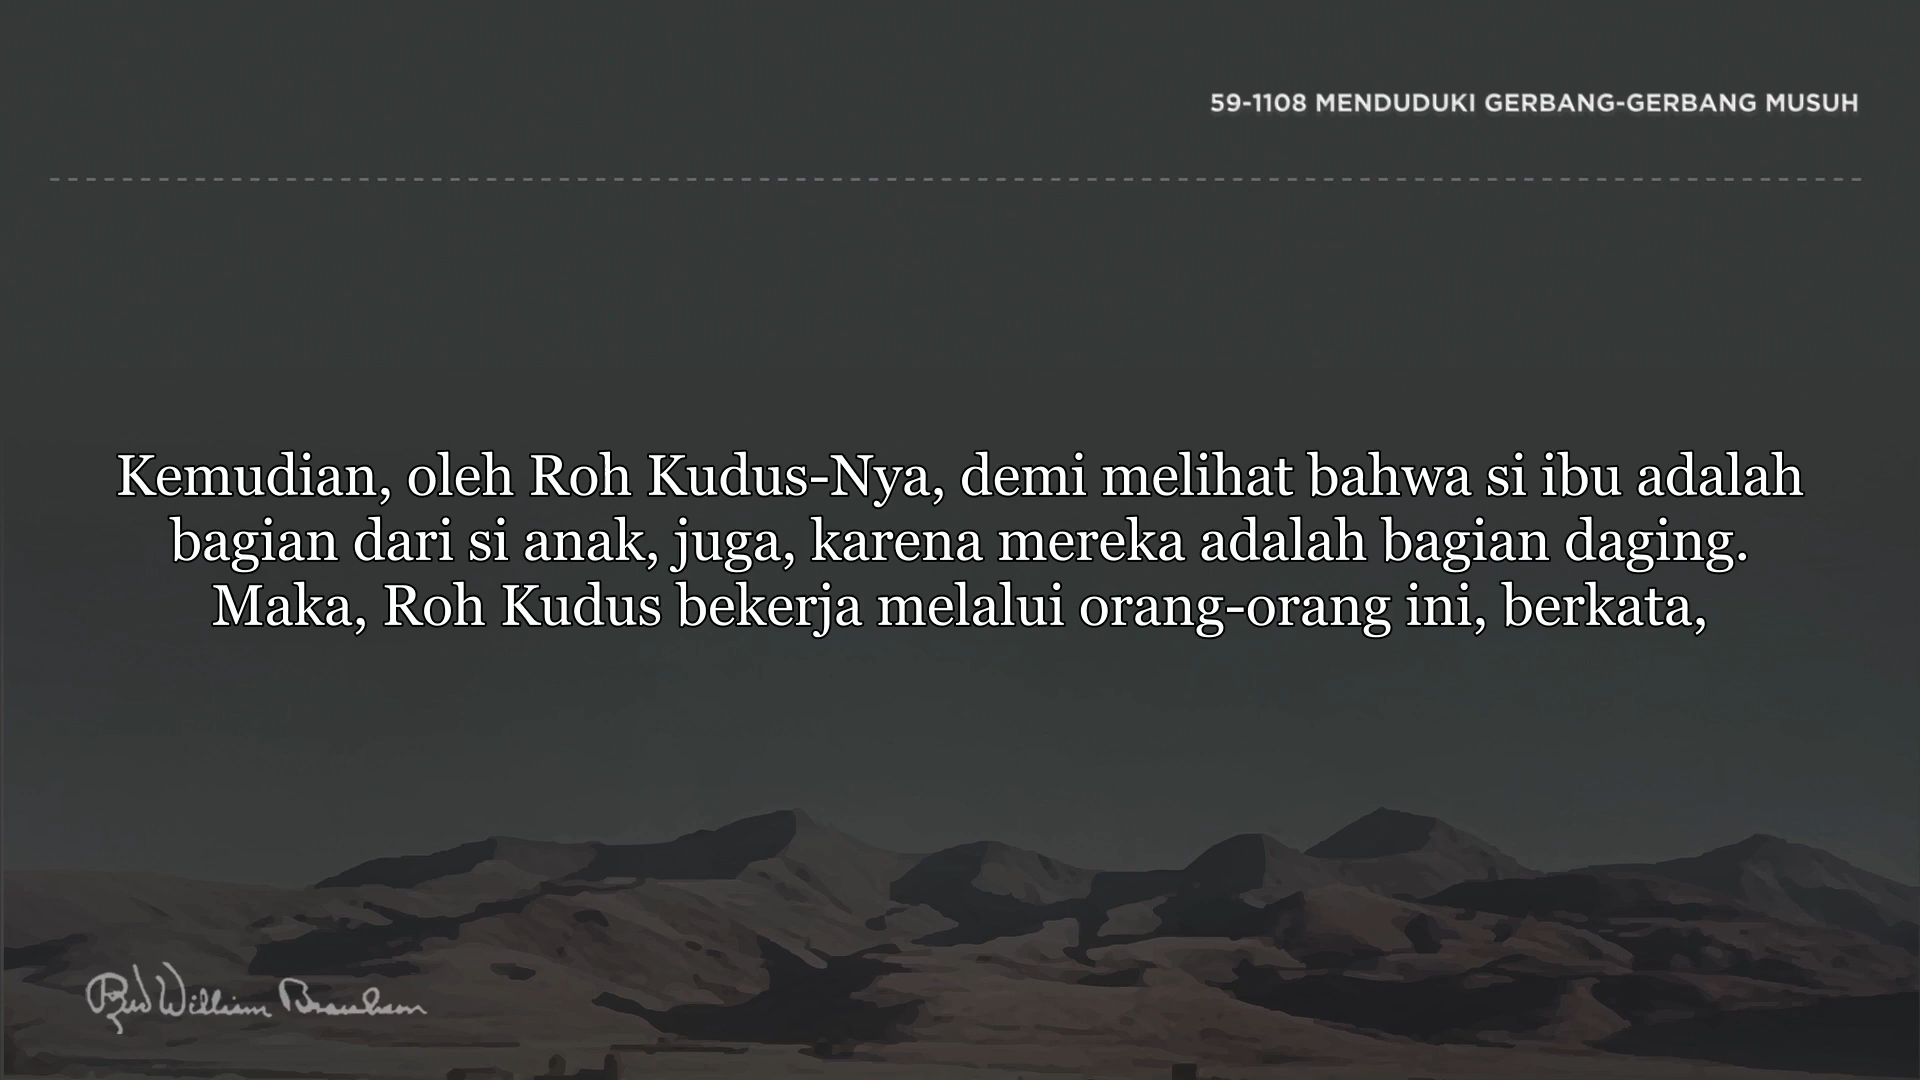 59-1108 MENDUDUKI GERBANG-GERBANG MUSUH
Kemudian, oleh Roh Kudus-Nya, demi melihat bahwa si ibu adalah
bagian dari si anak, juga, karena mereka adalah bagian daging.
Maka, Roh Kudus bekerja melalui orang-orang ini, berkata,
Rev William Branham